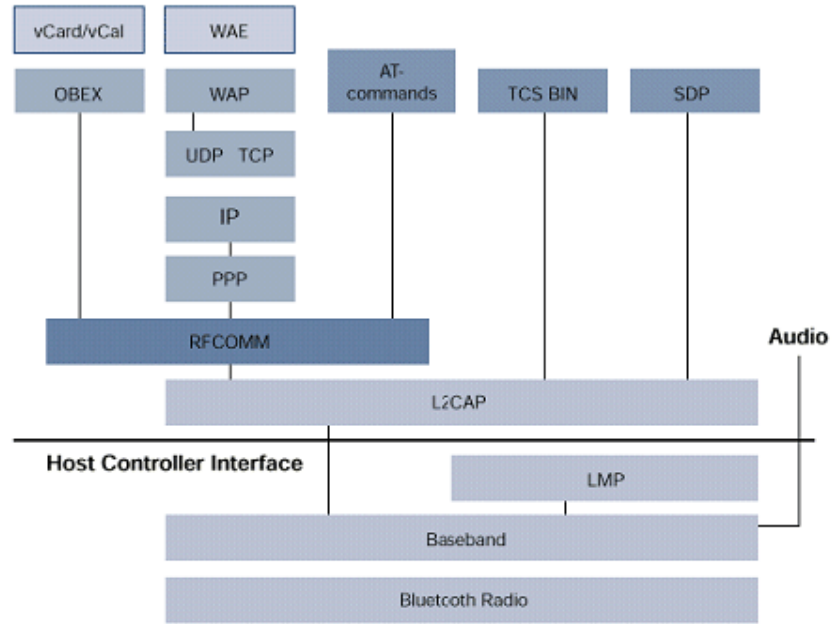 vCard/vCal
WAE
OBEX
WAP
AT-
commands
TCS BIN
SDP
UDP TCP
IP
PPP
RFCOMM
Audio
L2CAP
Host Controller Interface
LMP
Baseband
Bluetooth Radio